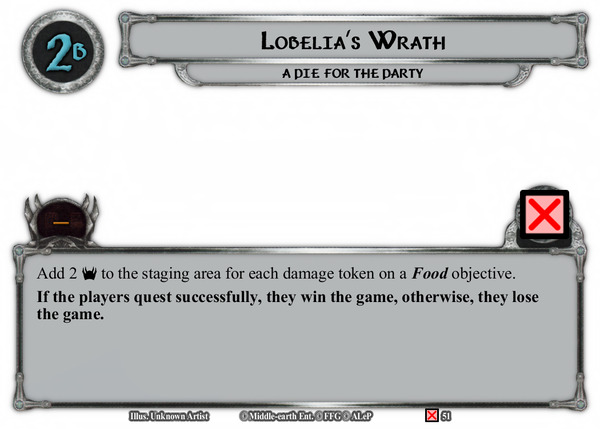 2B
Lobelia's Wrath
A Pie for the Party
–
Add 2 to the staging area for each damage token on a Food objective.
If the players quest successfully, they win the game, otherwise, they lose
the game.
Illus. Unknown Artist © Middle-earth Ent. © FFG © ALeP 51